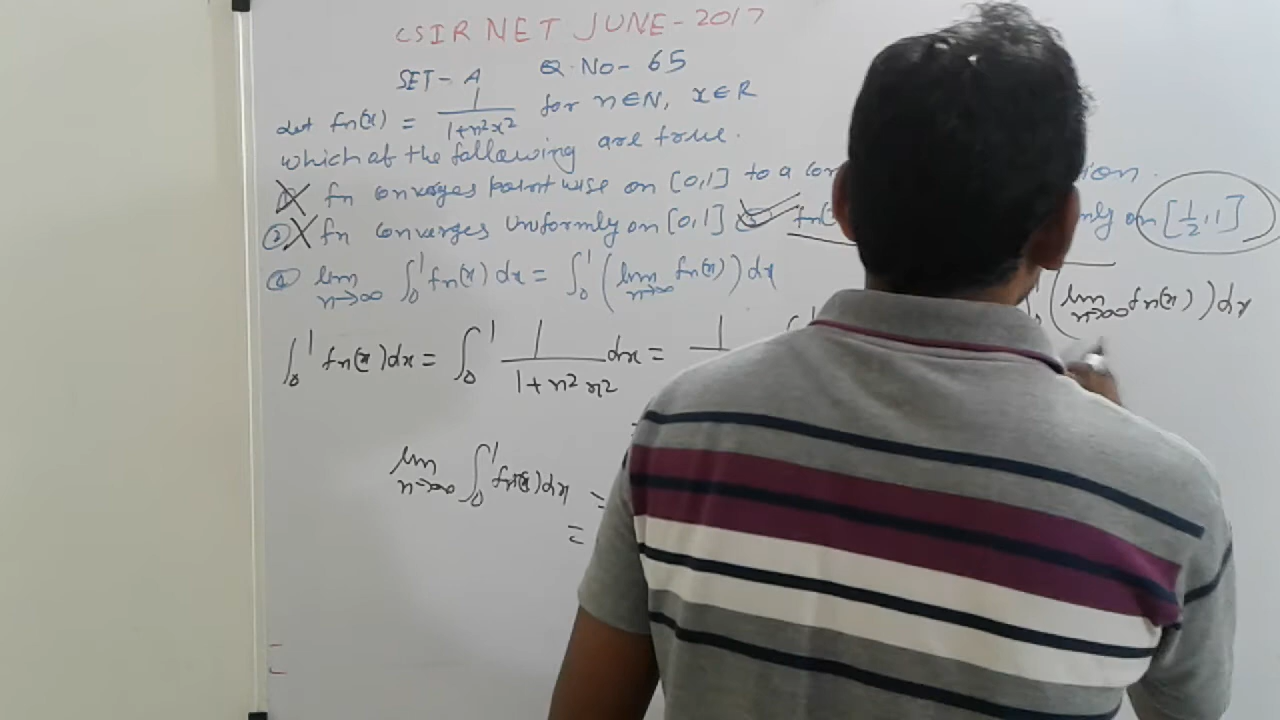 CSIR NET JUNE-2017
SET-A Q.No-65
Let fn(x) = 1/(1+n²x²) for n∈N, x∈R
which of the following are true.
fn converges point wise on [0,1] to a
② fn converges uniformly on [0,1] on [1/2,1]
④ lim n→∞ ∫₀¹ fn(x) dx = ∫₀¹ (lim n→∞ fn(x)) dx
(lim n→∞ fn(x)) dx
∫₀¹ fn(x) dx = ∫₀¹ 1/(1+n²x²) dx =
lim n→∞ ∫₀¹ fn(x) dx =
=